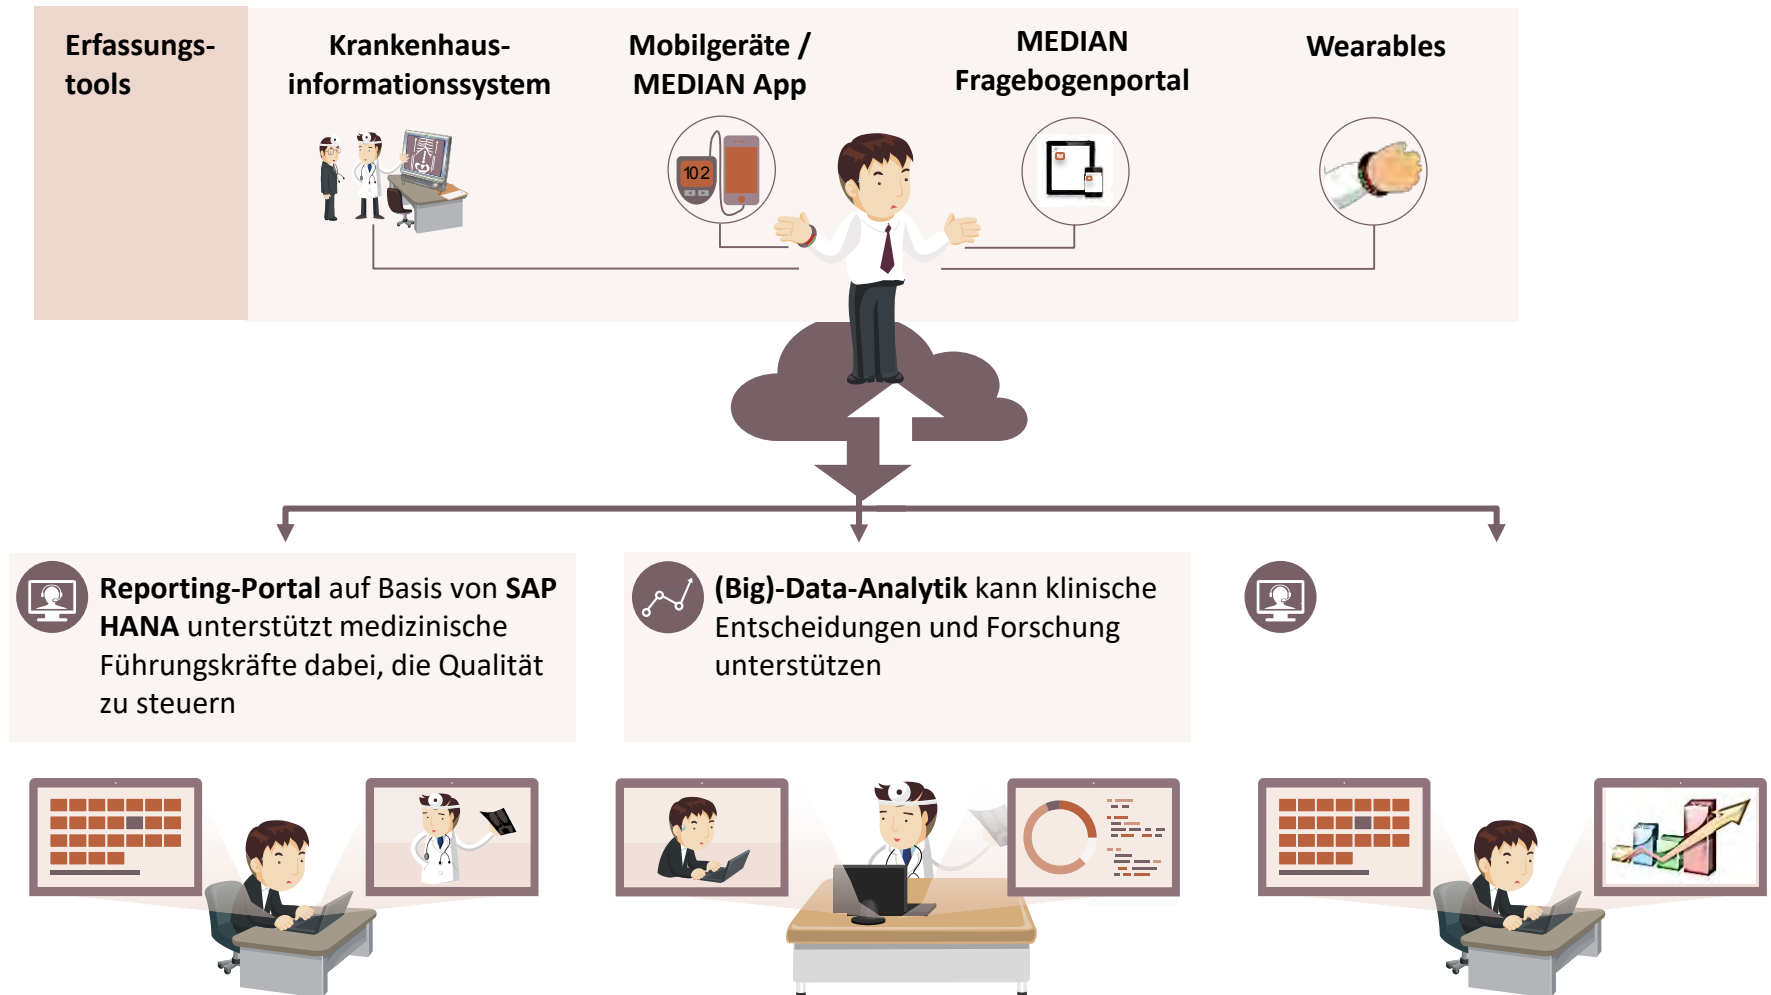 Erfassungs-
tools
Krankenhaus-
informationssystem
Mobilgeräte /
MEDIAN App
MEDIAN
Fragebogenportal
Wearables
102
Reporting-Portal auf Basis von SAP
HANA unterstützt medizinische
Führungskräfte dabei, die Qualität
zu steuern
(Big)-Data-Analytik kann klinische
Entscheidungen und Forschung
unterstützen